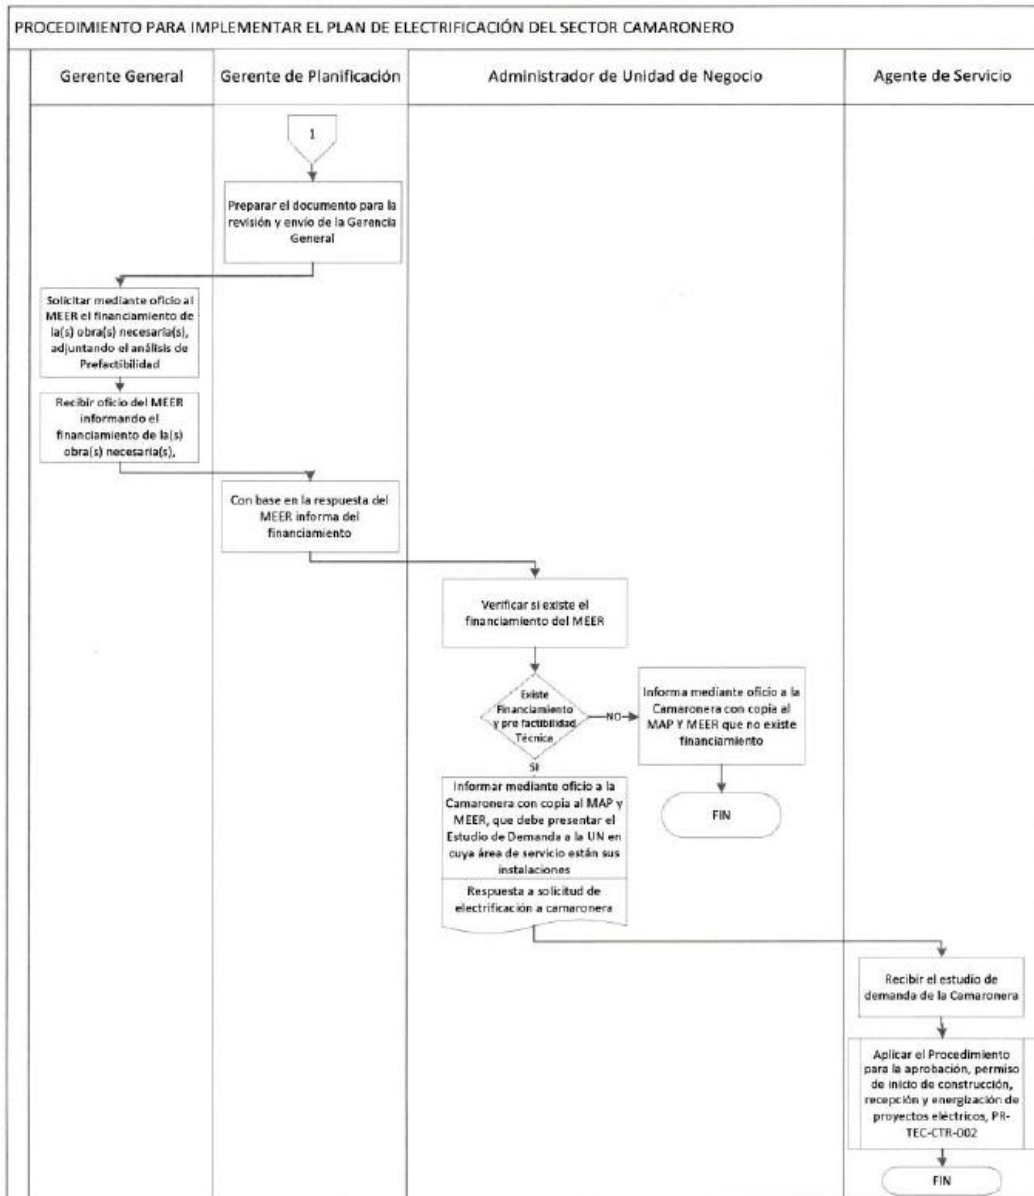 PROCEDIMIENTO PARA IMPLEMENTAR EL PLAN DE ELECTRIFICACIÓN DEL SECTOR CAMARONERO
Gerente General
Gerente de Planificación
Administrador de Unidad de Negocio
Agente de Servicio
1
Preparar el documento para la
revisión y envío de la Gerencia
General
Solicitar mediante oficio al
MEER el financiamiento de
la(s) obra(s) necesaria(s),
adjuntando el análisis de
Prefactibilidad
Recibir oficio del MEER
informando el
financiamiento de la(s)
obra(s) necesaria(s),
Con base en la respuesta del
MEER informa del
financiamiento
Verificar si existe el
financiamiento del MEER
Existe
Financiamiento
y pre factibilidad
Técnica
NO
Informa mediante oficio a la
Camaronera con copia al
MAP Y MEER que no existe
financiamiento
FIN
SI
Informar mediante oficio a la
Camaronera con copia al MAP y
MEER, que debe presentar el
Estudio de Demanda a la UN en
cuya área de servicio están sus
instalaciones
Respuesta a solicitud de
electrificación a camaronera
Recibir el estudio de
demanda de la Camaronera
Aplicar el Procedimiento
para la aprobación, permiso
de inicio de construcción,
recepción y energización de
proyectos eléctricos, PR-
TEC-CTR-002
FIN